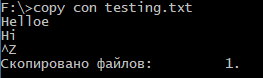 F:\>copy con testing.txt
Helloe
Hi
^Z
Скопировано файлов:         1.